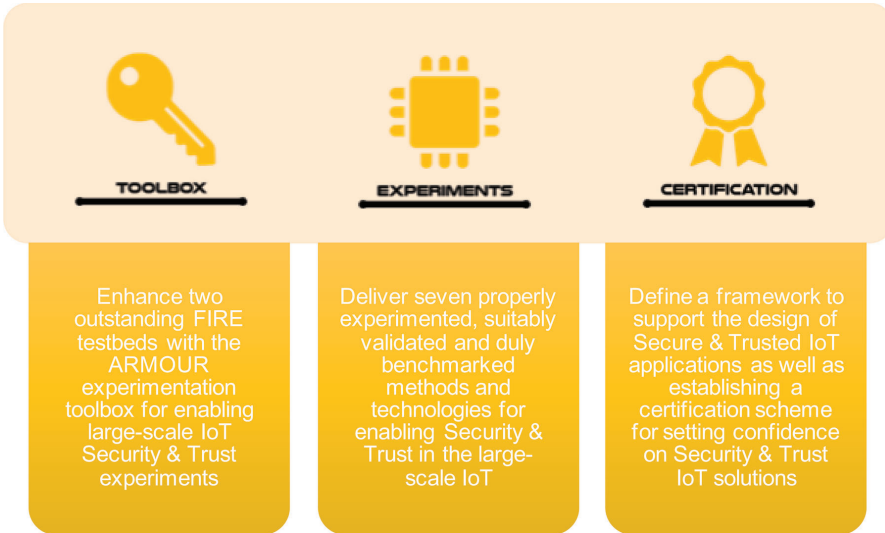 TOOLBOX
EXPERIMENTS
CERTIFICATION
Enhance two
outstanding FIRE
testbeds with the
ARMOUR
experimentation
toolbox for enabling
large-scale IoT
Security & Trust
experiments
Deliver seven properly
experimented, suitably
validated and duly
benchmarked
methods and
technologies for
enabling Security &
Trust in the large-
scale IoT
Define a framework to
support the design of
Secure & Trusted IoT
applications as well as
establishing a
certification scheme
for setting confidence
on Security & Trust
IoT solutions